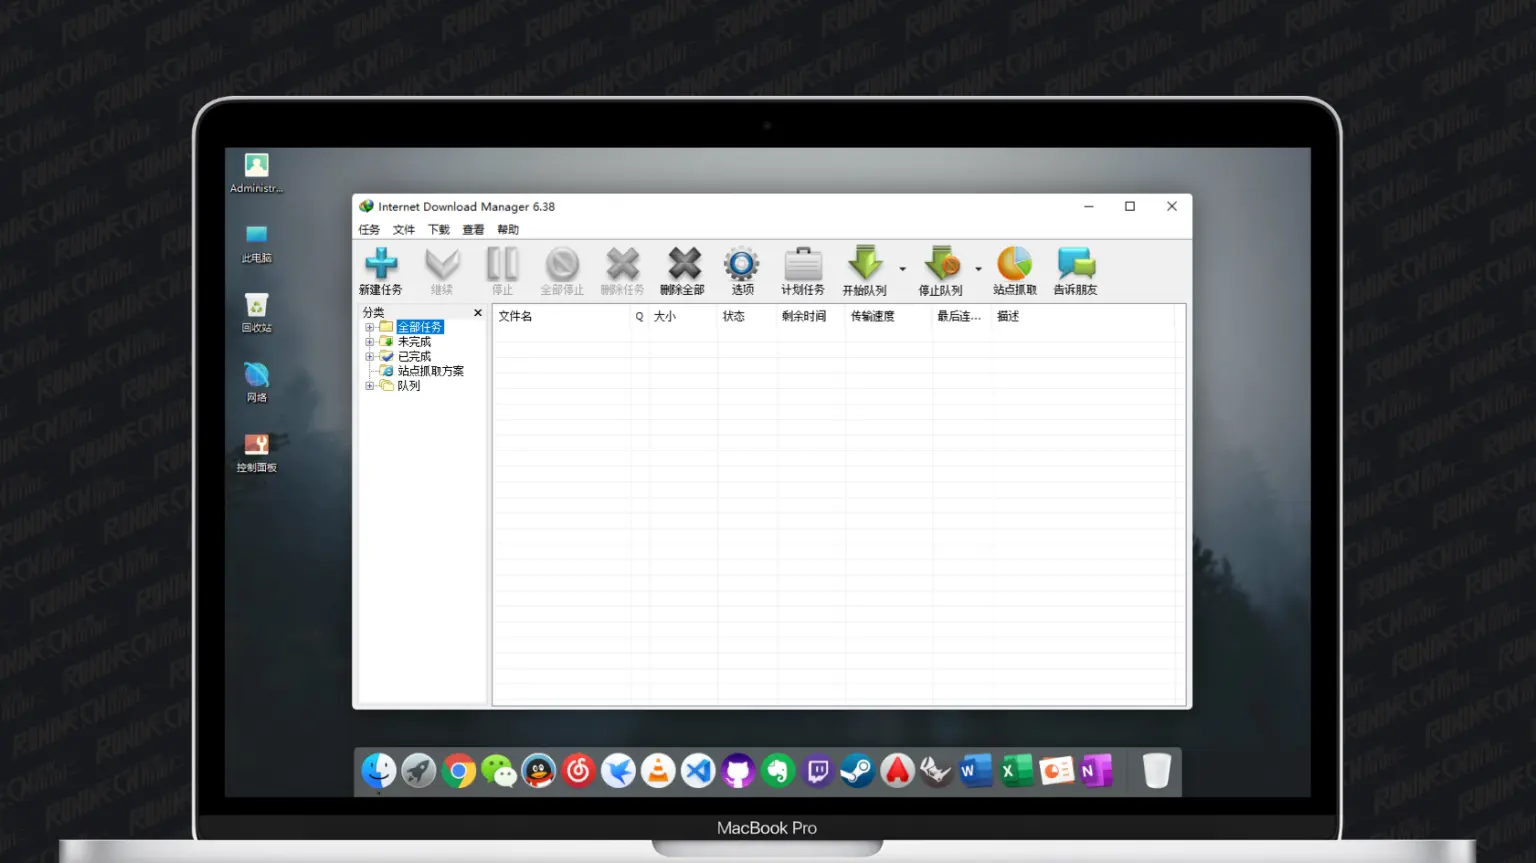 Administr...
此电脑
回收站
网络
控制面板
Internet Download Manager 6.38
任务 文件 下载 查看 帮助
新建任务 继续 停止 全部停止 删除任务 删除全部 选项 计划任务 开始队列 停止队列 站点抓取 告诉朋友
分类
全部任务
未完成
已完成
站点抓取方案
队列
文件名 Q 大小 状态 剩余时间 传输速度 最后连... 描述
MacBook Pro